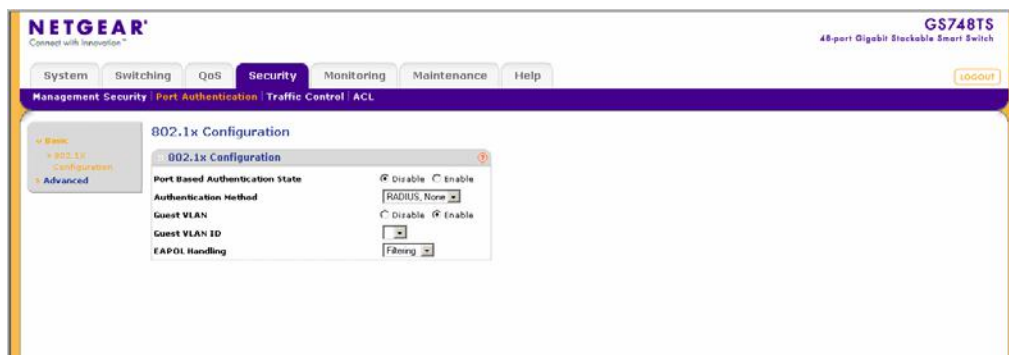 NETGEAR®
Connect with Innovation™
GS748TS
48-port Gigabit Stackable Smart Switch
System Switching QoS Security Monitoring Maintenance Help
LOGOUT
Management Security Port Authentication Traffic Control ACL
Basic
802.1x
Configuration
Advanced
802.1x Configuration
802.1x Configuration
Port Based Authentication State Disable Enable
Authentication Method RADIUS, None
Guest VLAN Disable Enable
Guest VLAN ID
EAPOL Handling Filtering